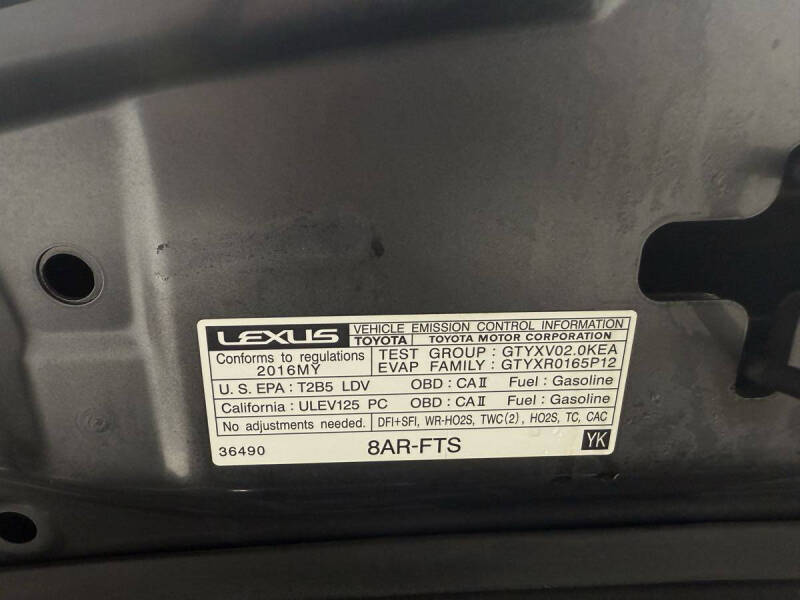 LEXUS VEHICLE EMISSION CONTROL INFORMATION
TOYOTA TOYOTA MOTOR CORPORATION
Conforms to regulations
2016MY
TEST GROUP : GTYXV02.0KEA
EVAP FAMILY : GTYXR0165P12
U. S. EPA : T2B5 LDV OBD : CAⅡ Fuel : Gasoline
California : ULEV125 PC OBD : CAⅡ Fuel : Gasoline
No adjustments needed. DFI+SFI, WR-HO2S, TWC(2), HO2S, TC, CAC
36490 8AR-FTS YK